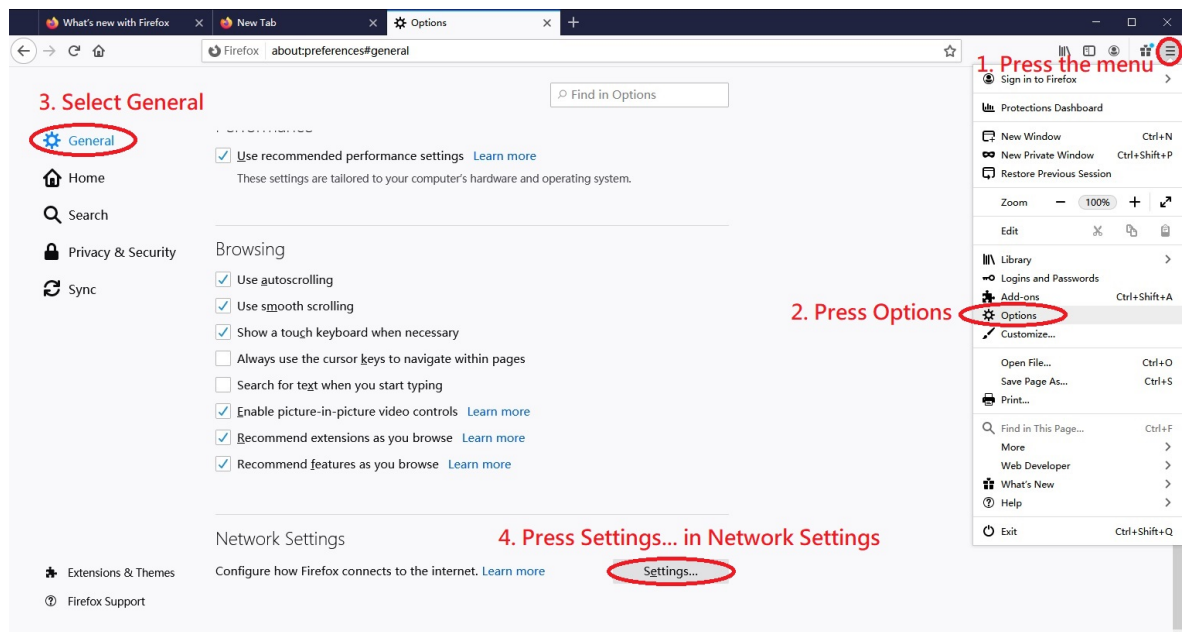 What's new with Firefox
New Tab
Options
Firefox about:preferences#general
1. Press the menu
3. Select General
Find in Options
General
Home
Search
Privacy & Security
Sync
Extensions & Themes
Firefox Support
Performance
Use recommended performance settings Learn more
These settings are tailored to your computer's hardware and operating system.
Browsing
Use autoscrolling
Use smooth scrolling
Show a touch keyboard when necessary
Always use the cursor keys to navigate within pages
Search for text when you start typing
Enable picture-in-picture video controls Learn more
Recommend extensions as you browse Learn more
Recommend features as you browse Learn more
Network Settings
4. Press Settings... in Network Settings
Configure how Firefox connects to the internet. Learn more
Settings...
2. Press Options
Sign in to Firefox
Protections Dashboard
New Window Ctrl+N
New Private Window Ctrl+Shift+P
Restore Previous Session
Zoom 100%
Edit
Library
Logins and Passwords
Add-ons Ctrl+Shift+A
Options
Customize...
Open File... Ctrl+O
Save Page As... Ctrl+S
Print...
Find in This Page... Ctrl+F
More
Web Developer
What's New
Help
Exit Ctrl+Shift+Q